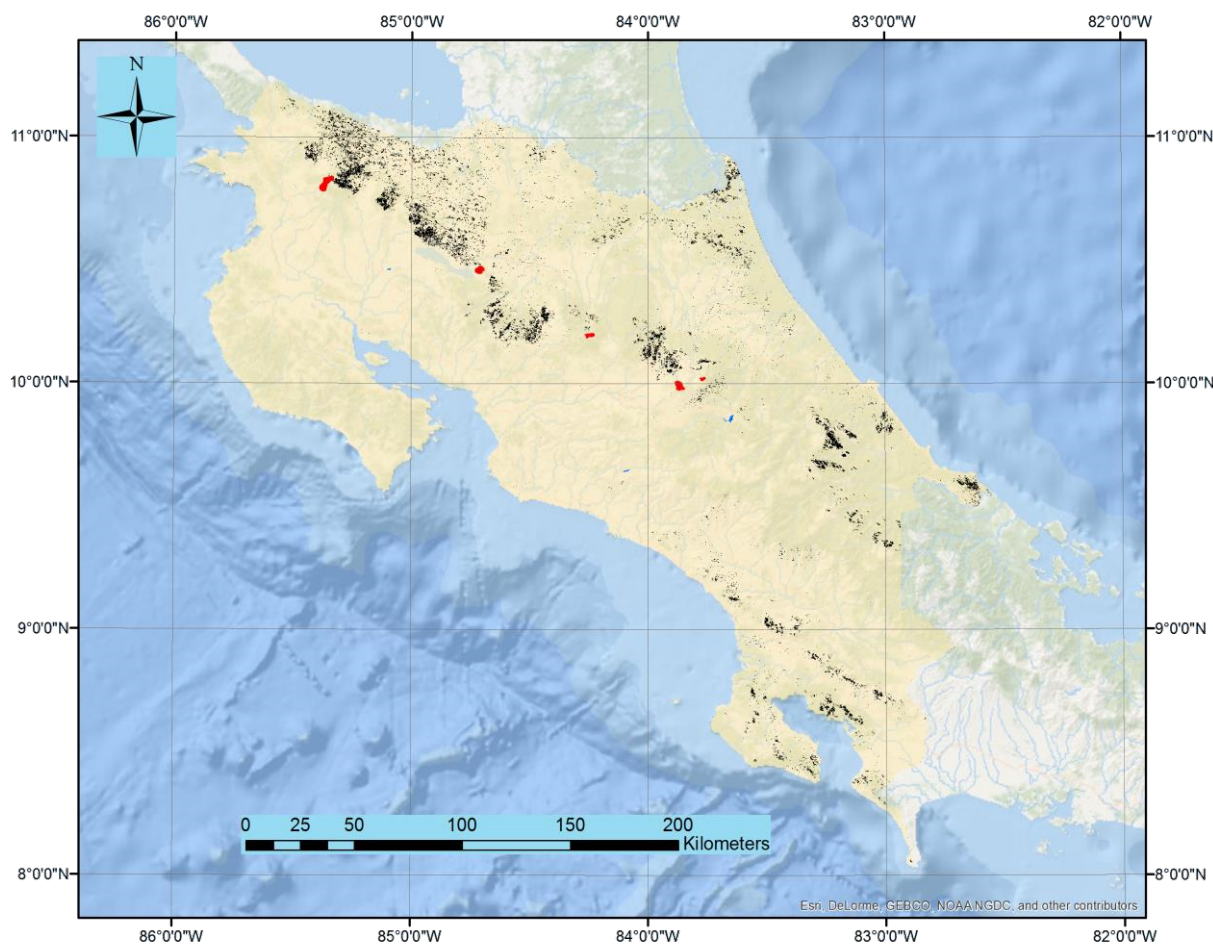 86°0'0"W 85°0'0"W 84°0'0"W 83°0'0"W 82°0'0"W
N
11°0'0"N 11°0'0"N
10°0'0"N 10°0'0"N
9°0'0"N 9°0'0"N
0 25 50 100 150 200
Kilometers
8°0'0"N 8°0'0"N
Esri, DeLorme, GEBCO, NOAA NGDC, and other contributors
86°0'0"W 85°0'0"W 84°0'0"W 83°0'0"W 82°0'0"W